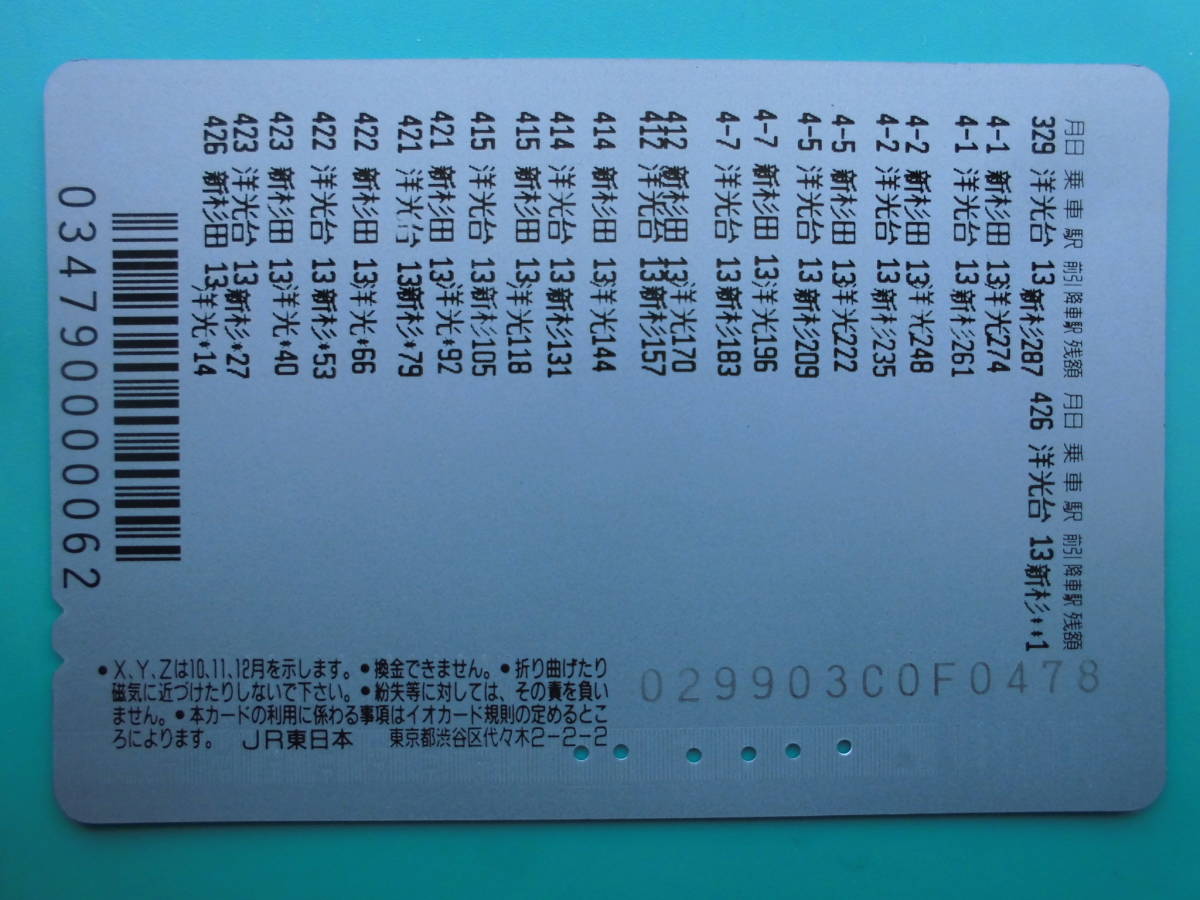 月日 乗車駅 前引 降車駅 残額 月日 乗車駅 前引 降車駅 残額
329 洋光台 13 新杉287 426 洋光台 13 新杉**1
4-1 新杉田 13 洋光274
4-1 洋光台 13 新杉261
4-2 新杉田 13 洋光248
4-2 洋光台 13 新杉235
4-5 新杉田 13 洋光222
4-5 洋光台 13 新杉209
4-7 新杉田 13 洋光196
4-7 洋光台 13 新杉183
412 新杉田 13 洋光170
412 洋光台 13 新杉157
414 新杉田 13 洋光144
414 洋光台 13 新杉131
415 新杉田 13 洋光118
415 洋光台 13 新杉105
421 新杉田 13 洋光*92
421 洋光台 13 新杉*79
422 新杉田 13 洋光*66
422 洋光台 13 新杉*53
423 新杉田 13 洋光*40
423 洋光台 13 新杉*27
426 新杉田 13 洋光*14
0347900000062
029903C0F0478
●X、Y、Zは10、11、12月を示します。●換金できません。●折り曲げたり
磁気に近づけたりしないで下さい。●紛失等に対しては、その責を負い
ません。●本カードの利用に係わる事項はイオカード規則の定めるとこ
ろによります。 JR東日本 東京都渋谷区代々木2-2-2